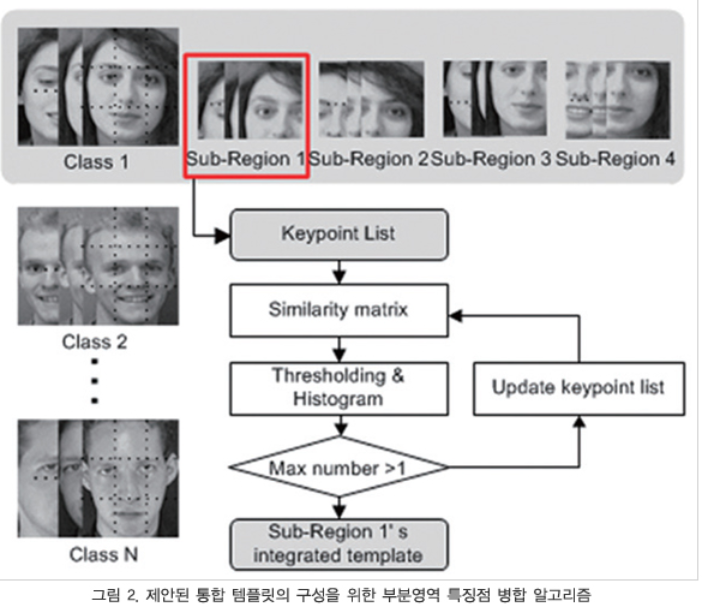 Class 1
Sub-Region 1
Sub-Region 2
Sub-Region 3
Sub-Region 4
Keypoint List
Similarity matrix
Class 2
Thresholding &
Histogram
Update keypoint list
Max number >1
Class N
Sub-Region 1' s
integrated template
그림 2. 제안된 통합 템플릿의 구성을 위한 부분영역 특징점 병합 알고리즘